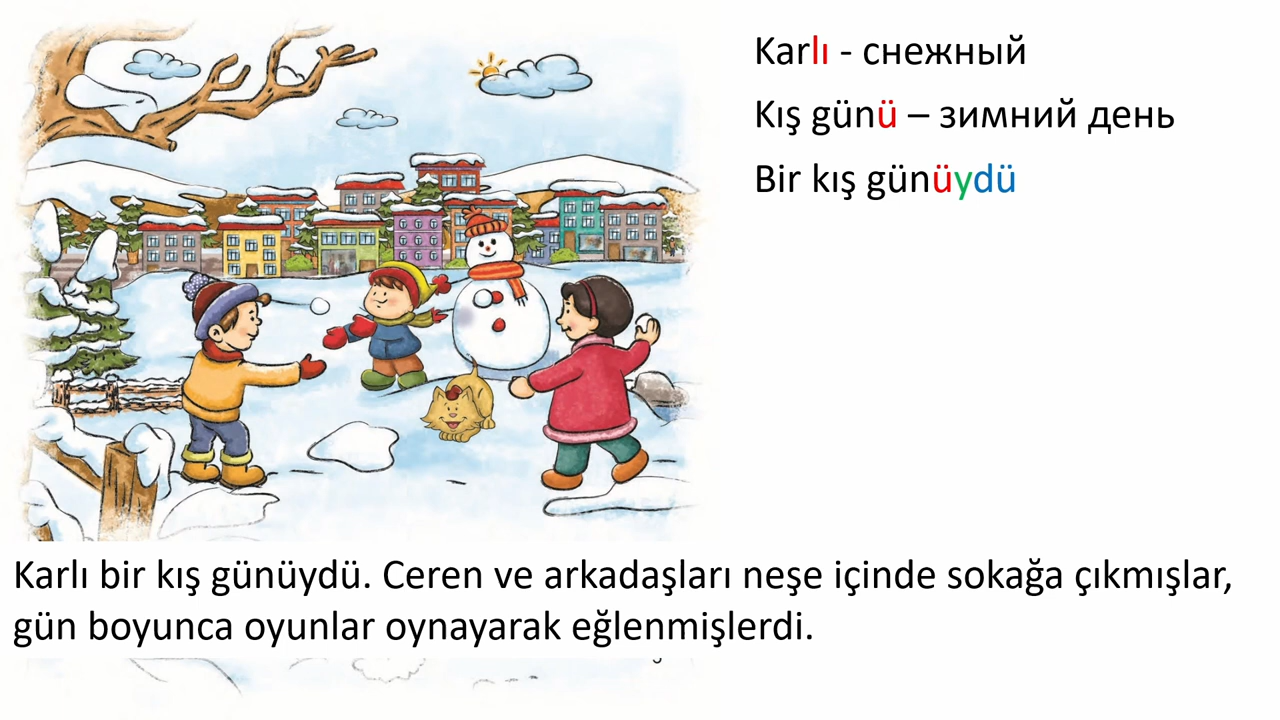 Karlı - снежный
Kış günü – зимний день
Bir kış günüydü
Karlı bir kış günüydü. Ceren ve arkadaşları neşe içinde sokağa çıkmışlar,
gün boyunca oyunlar oynayarak eğlenmişlerdi.